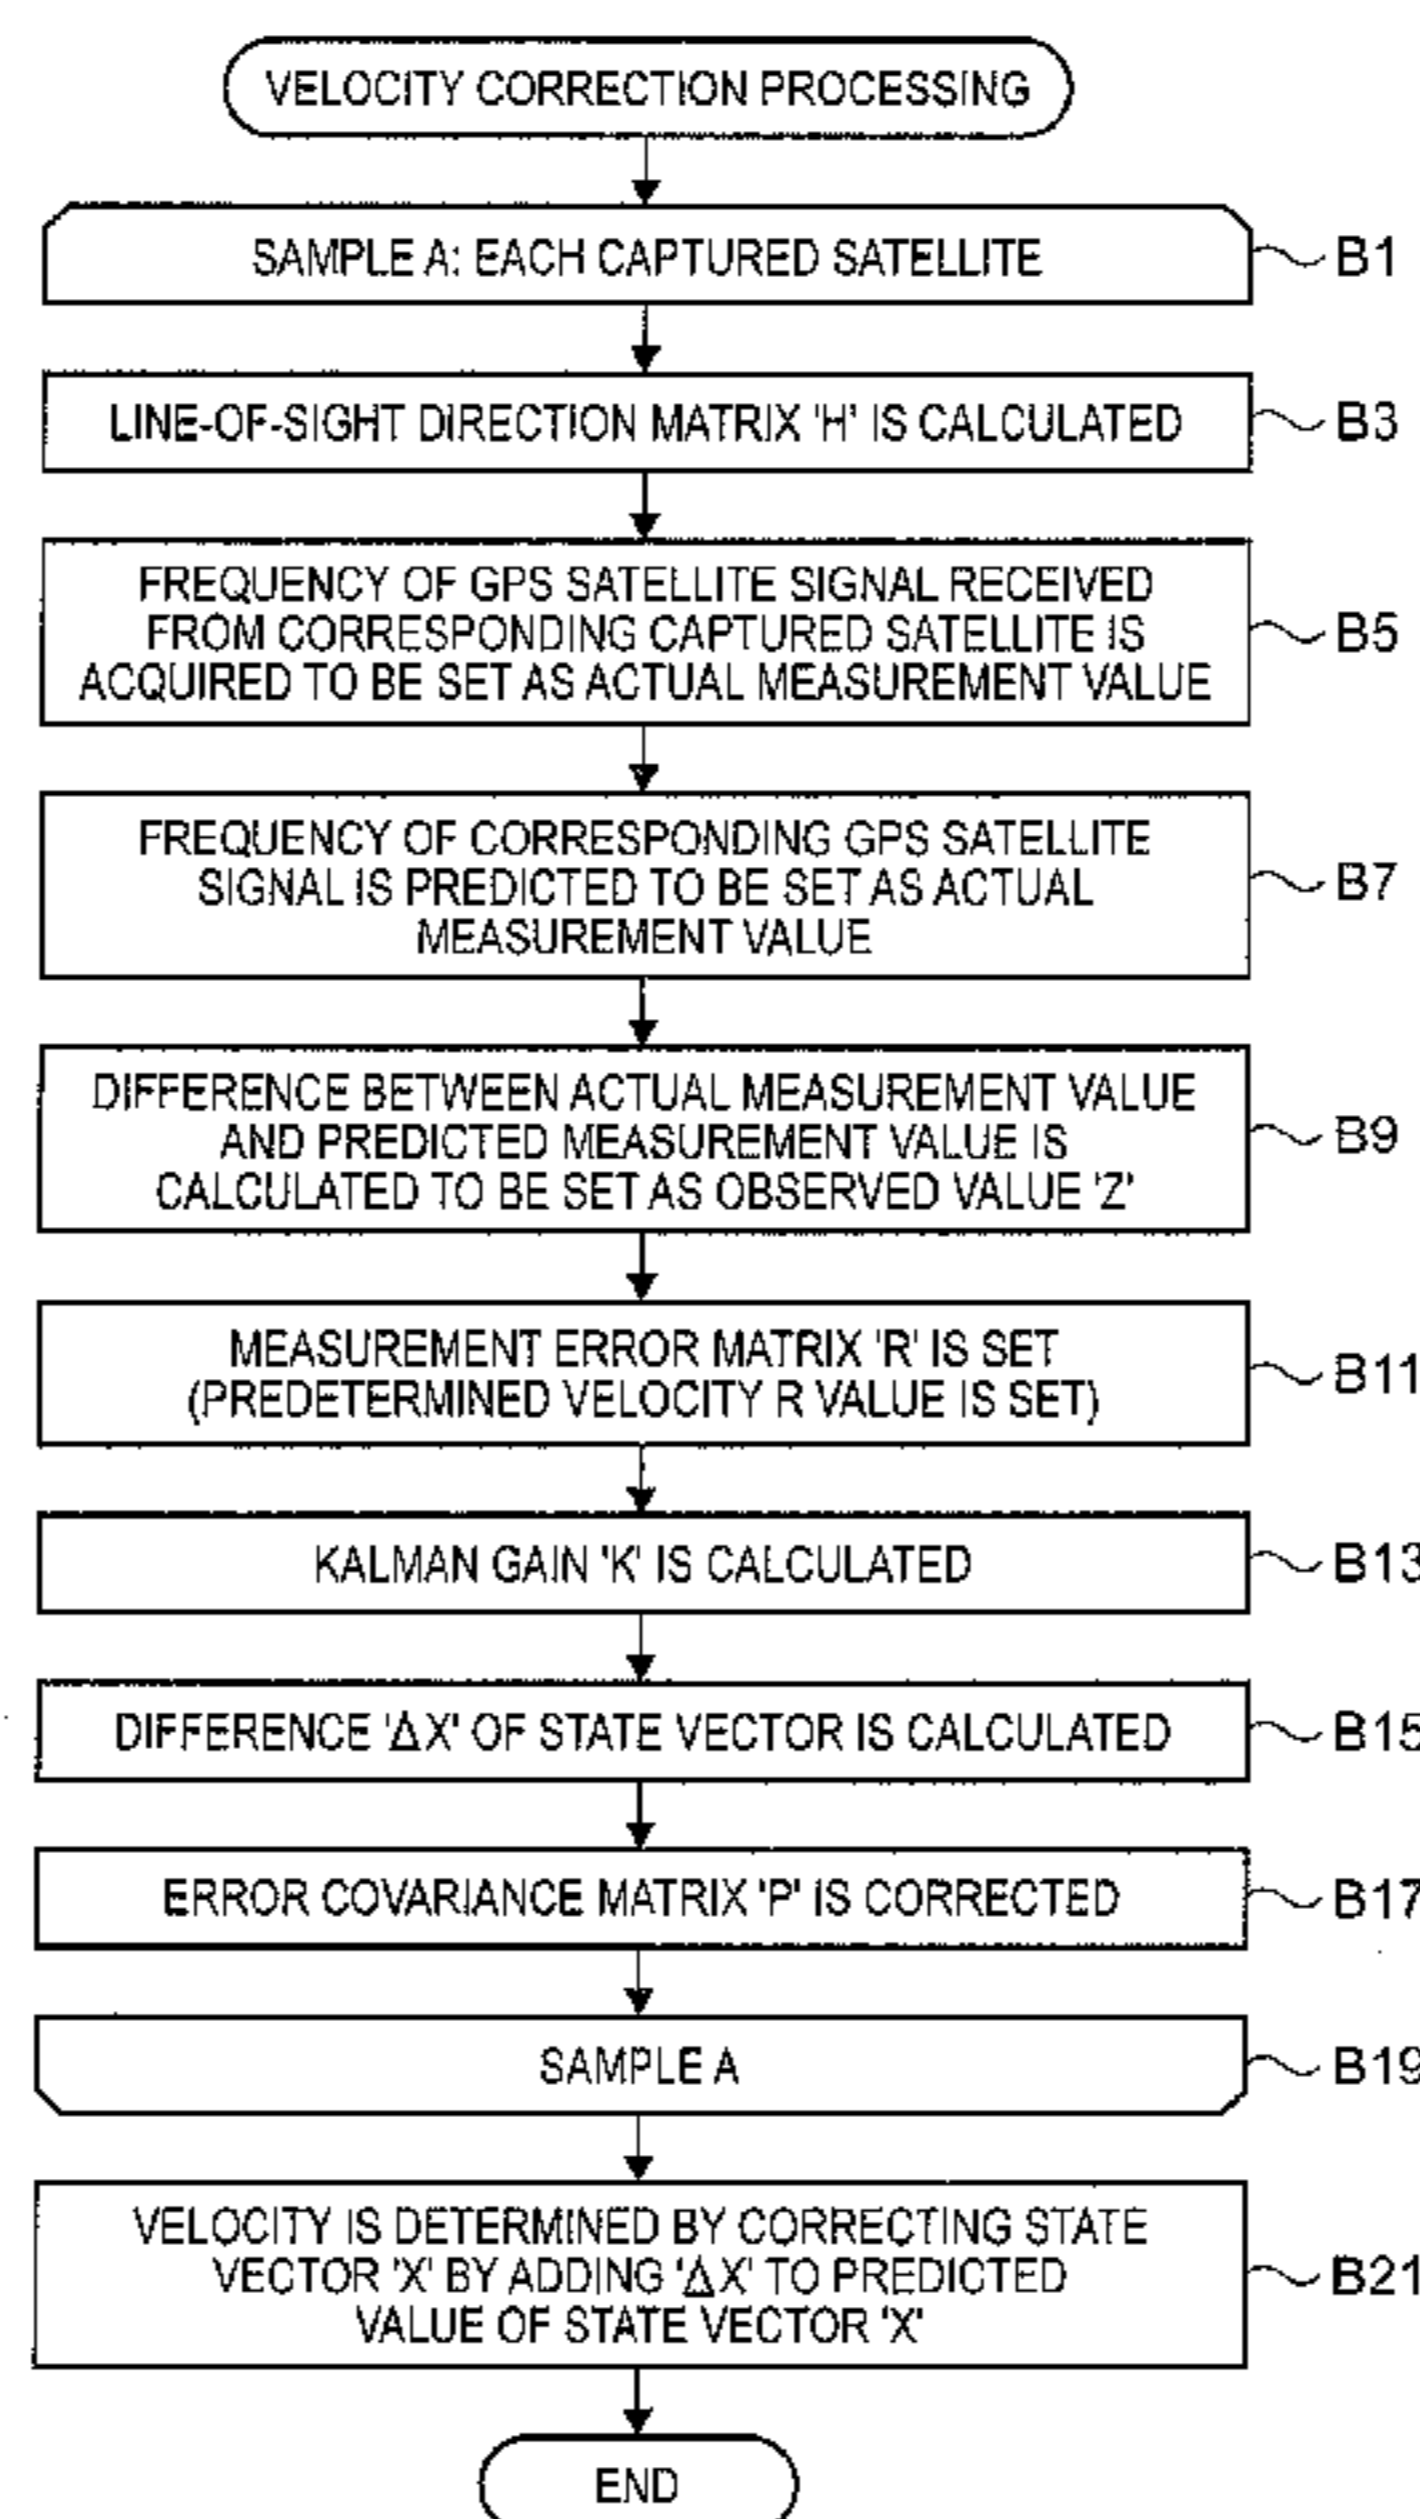 VELOCITY CORRECTION PROCESSING
SAMPLE A: EACH CAPTURED SATELLITE
B1
LINE-OF-SIGHT DIRECTION MATRIX 'H' IS CALCULATED
B3
FREQUENCY OF GPS SATELLITE SIGNAL RECEIVED
FROM CORRESPONDING CAPTURED SATELLITE IS
ACQUIRED TO BE SET AS ACTUAL MEASUREMENT VALUE
B5
FREQUENCY OF CORRESPONDING GPS SATELLITE
SIGNAL IS PREDICTED TO BE SET AS ACTUAL
MEASUREMENT VALUE
B7
DIFFERENCE BETWEEN ACTUAL MEASUREMENT VALUE
AND PREDICTED MEASUREMENT VALUE IS
CALCULATED TO BE SET AS OBSERVED VALUE 'Z'
B9
MEASUREMENT ERROR MATRIX 'R' IS SET
(PREDETERMINED VELOCITY R VALUE IS SET)
B11
KALMAN GAIN 'K' IS CALCULATED
B13
DIFFERENCE 'ΔX' OF STATE VECTOR IS CALCULATED
B15
ERROR COVARIANCE MATRIX 'P' IS CORRECTED
B17
SAMPLE A
B19
VELOCITY IS DETERMINED BY CORRECTING STATE
VECTOR 'X' BY ADDING 'ΔX' TO PREDICTED
VALUE OF STATE VECTOR 'X'
B21
END